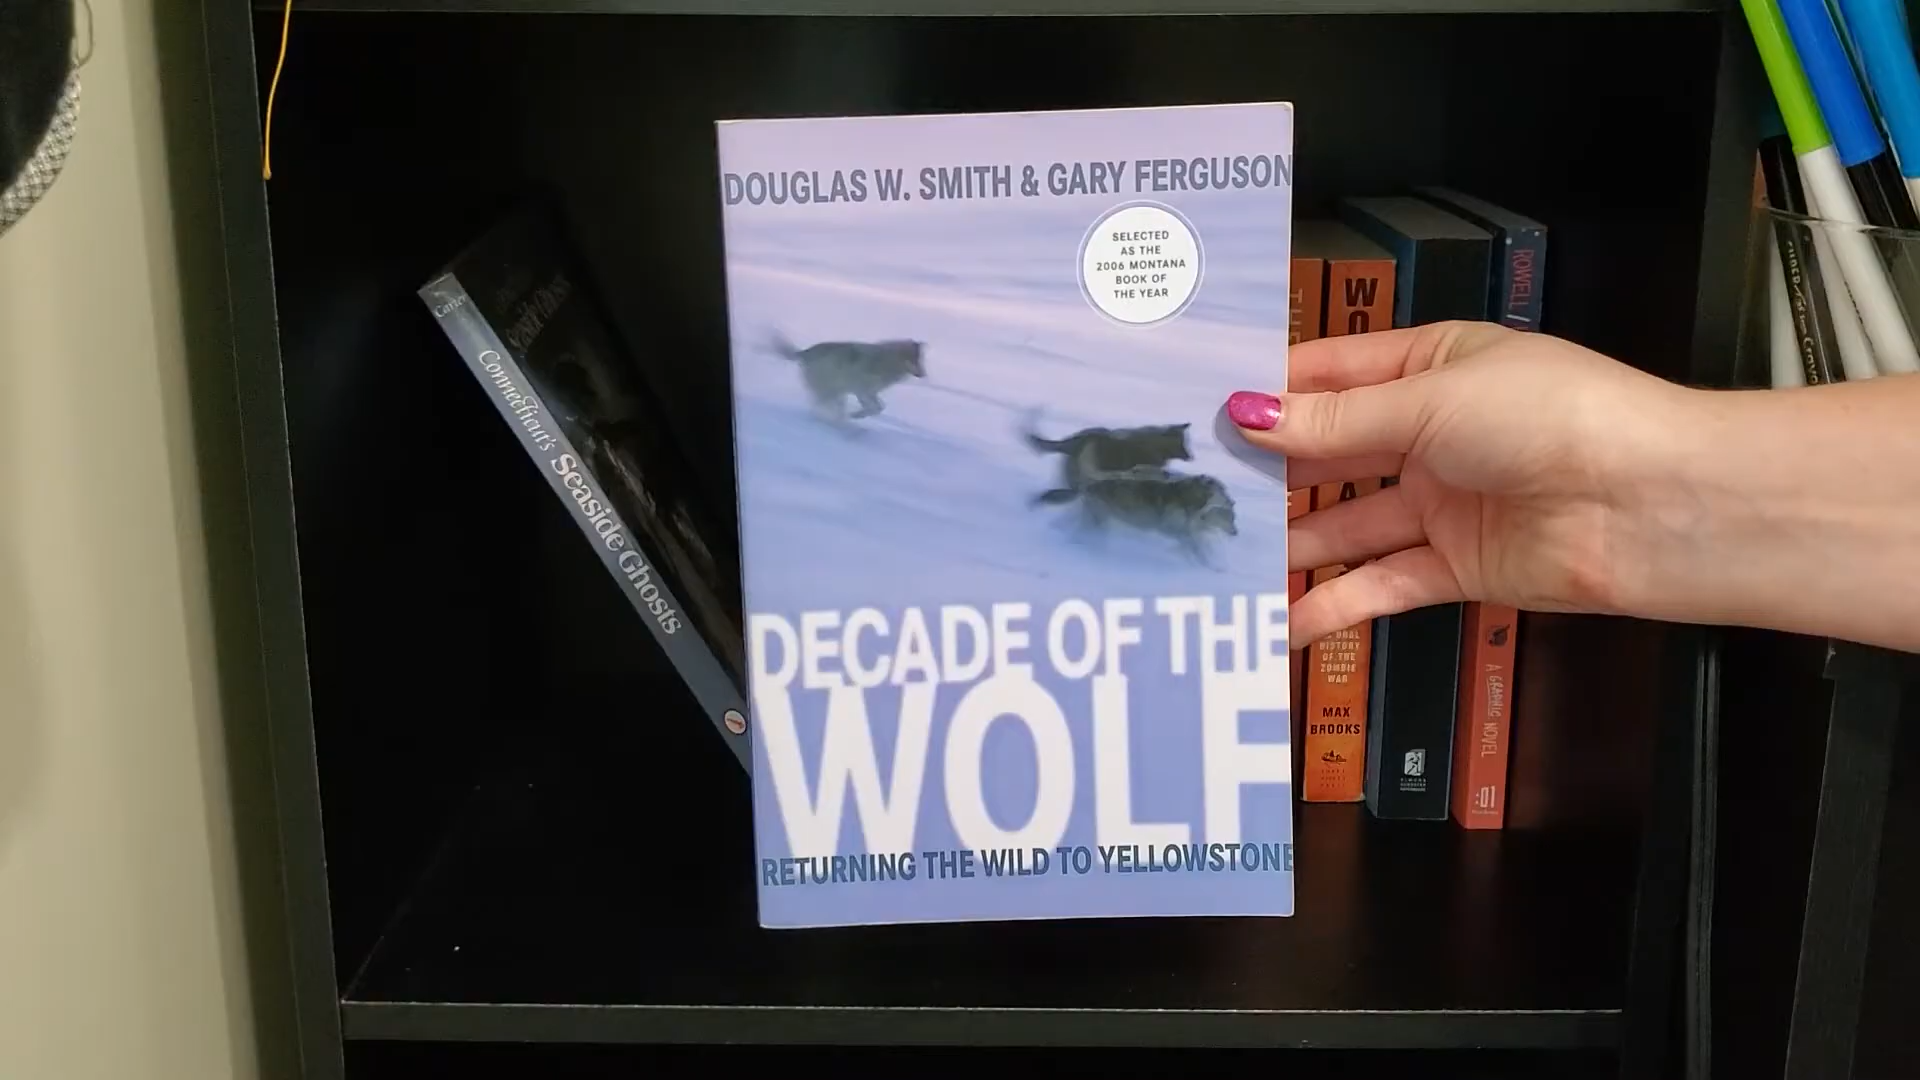 DOUGLAS W. SMITH & GARY FERGUSON
SELECTED
AS THE
2006 MONTANA
BOOK OF
THE YEAR
DECADE OF THE
WOLF
RETURNING THE WILD TO YELLOWSTONE
Connecticut's Seaside Ghosts
ORAL
HISTORY
OF THE
ZOMBIE
WAR
MAX
BROOKS
ROWELL /
A GRAPHIC NOVEL
:01